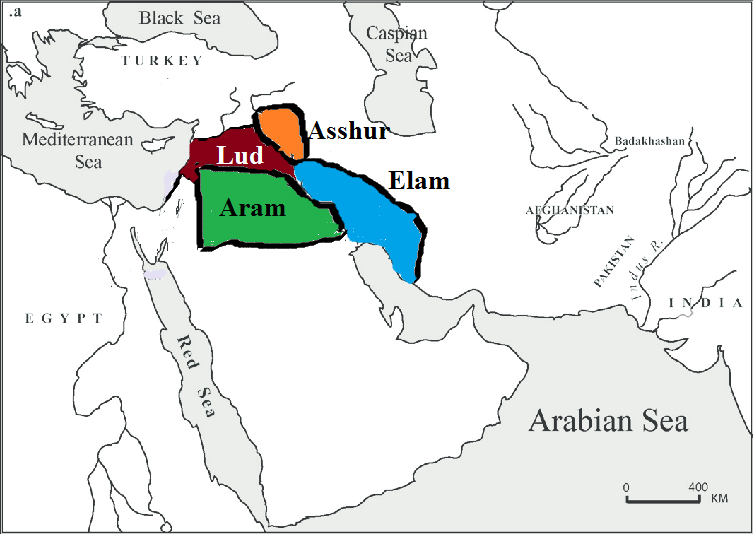 .a
Black Sea
TURKEY
Caspian
Sea
Mediterranean
Sea
Asshur
Lud
Elam
Aram
Badakhashan
AFGHANISTAN
PAKISTAN
Indus R.
INDIA
EGYPT
Red Sea
Arabian Sea
0 400
KM